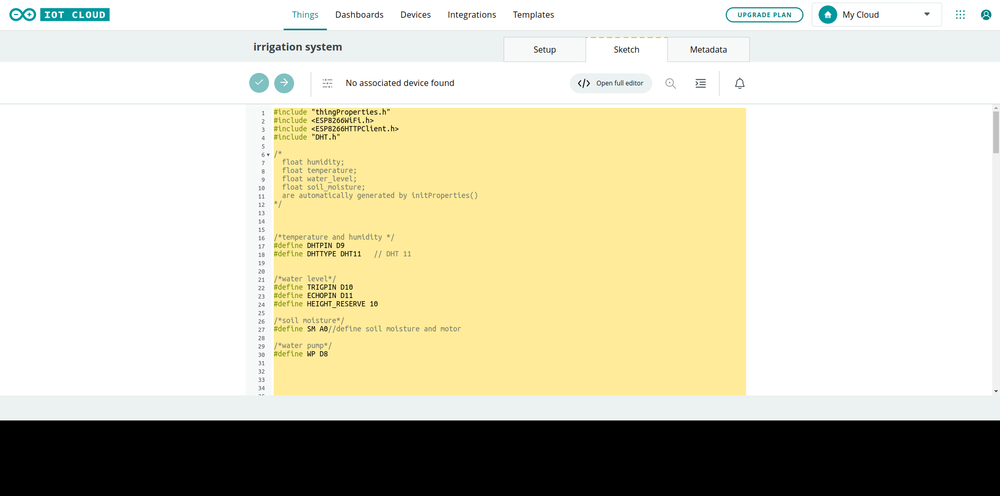 IOT CLOUD Things Dashboards Devices Integrations Templates UPGRADE PLAN My Cloud
irrigation system Setup Sketch Metadata
No associated device found </> Open full editor
1 #include "thingProperties.h"
2 #include <ESP8266WiFi.h>
3 #include <ESP8266HTTPClient.h>
4 #include "DHT.h"
5
6 /*
7 float humidity;
8 float temperature;
9 float water_level;
10 float soil_moisture;
11 are automatically generated by initProperties()
12 */
13
14
15
16 /*temperature and humidity */
17 #define DHTPIN D9
18 #define DHTTYPE DHT11 // DHT 11
19
20
21 /*water level*/
22 #define TRIGPIN D10
23 #define ECHOPIN D11
24 #define HEIGHT_RESERVE 10
25
26 /*soil moisture*/
27 #define SM A0//define soil moisture and motor
28
29 /*water pump*/
30 #define WP D8
31
32
33
34